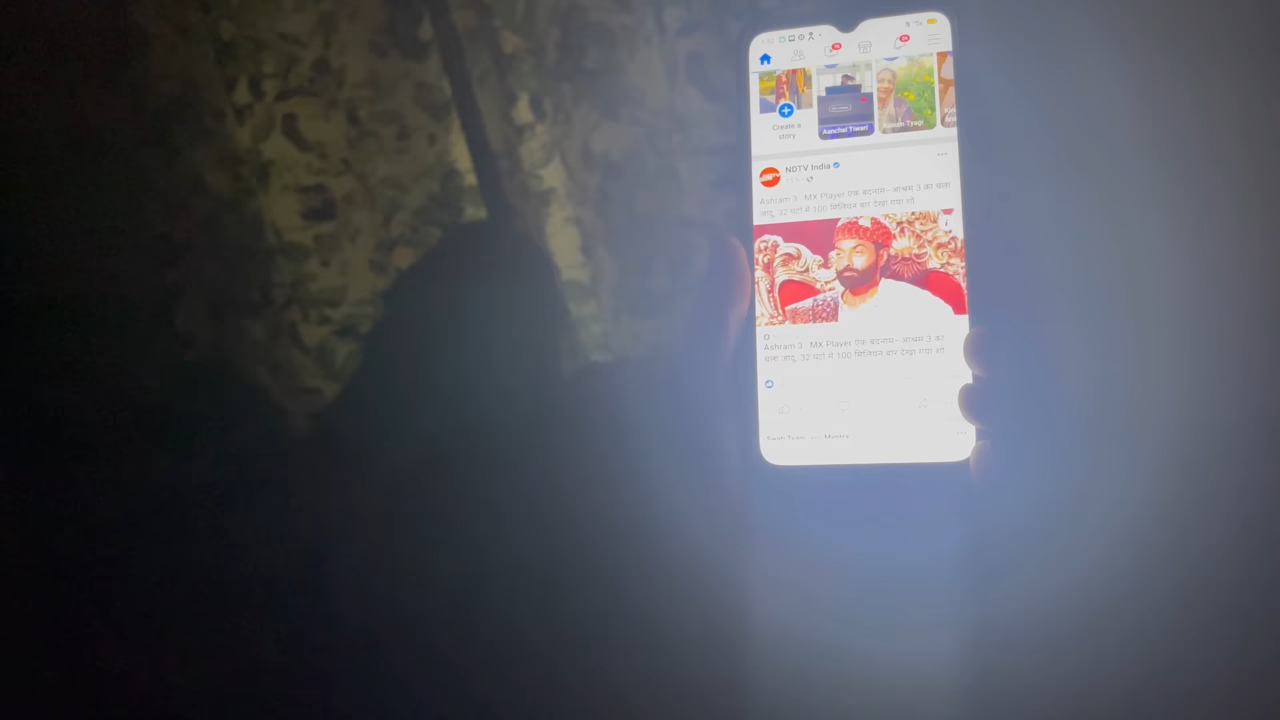 Create a
story
Aanchal Tiwari
Tyagi
NDTV India
Ashram 3 : MX Player एक बदनाम–आश्रम 3 का चला
जादू, 32 घंटों में 100 मिलियन बार देखा गया शो
Ashram 3 : MX Player एक बदनाम– आश्रम 3 का
चला जादू, 32 घंटों में 100 मिलियन बार देखा गया शो